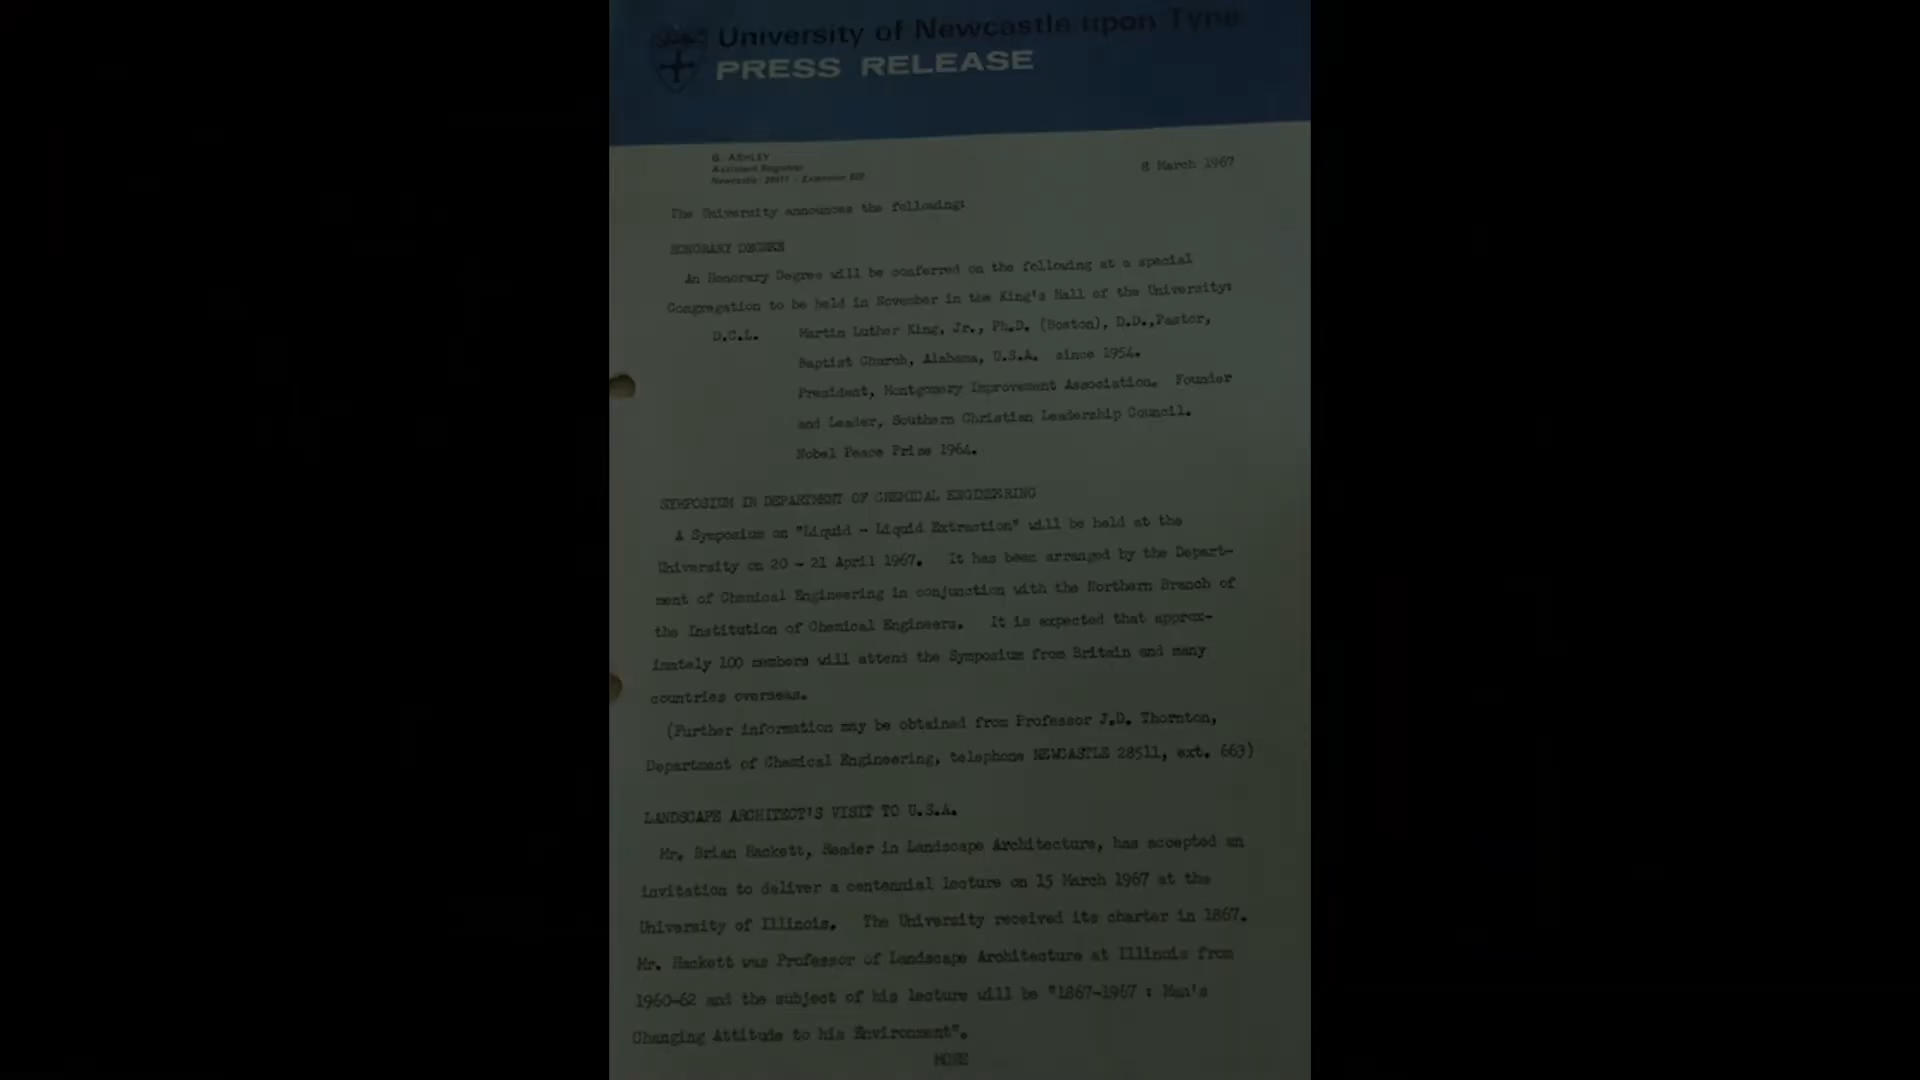 University of Newcastle upon Tyne
PRESS RELEASE
G. ASHLEY
Assistant Registrar
Newcastle 28511 - Extension
8 March 1967
The University announces the following:
HONORARY DEGREE
An Honorary Degree will be conferred on the following at a special
Congregation to be held in November in the King's Hall of the University:
D.C.L. Martin Luther King, Jr., Ph.D. (Boston), D.D.,Pastor,
Baptist Church, Alabama, U.S.A. since 1954.
President, Montgomery Improvement Association. Founder
and Leader, Southern Christian Leadership Council.
Nobel Peace Prize 1964.
SYMPOSIUM IN DEPARTMENT OF CHEMICAL ENGINEERING
A Symposium on "Liquid - Liquid Extraction" will be held at the
University on 20 - 21 April 1967. It has been arranged by the Depart-
ment of Chemical Engineering in conjunction with the Northern Branch of
the Institution of Chemical Engineers. It is expected that approx-
imately 100 members will attend the Symposium from Britain and many
countries overseas.
(Further information may be obtained from Professor J.D. Thornton,
Department of Chemical Engineering, telephone NEWCASTLE 28511, ext. 663)
LANDSCAPE ARCHITECT'S VISIT TO U.S.A.
Mr. Brian Hackett, Reader in Landscape Architecture, has accepted an
invitation to deliver a centennial lecture on 15 March 1967 at the
University of Illinois. The University received its charter in 1867.
Mr. Hackett was Professor of Landscape Architecture at Illinois from
1960-62 and the subject of his lecture will be "1867-1967 : Man's
Changing Attitude to his Environment".
MORE